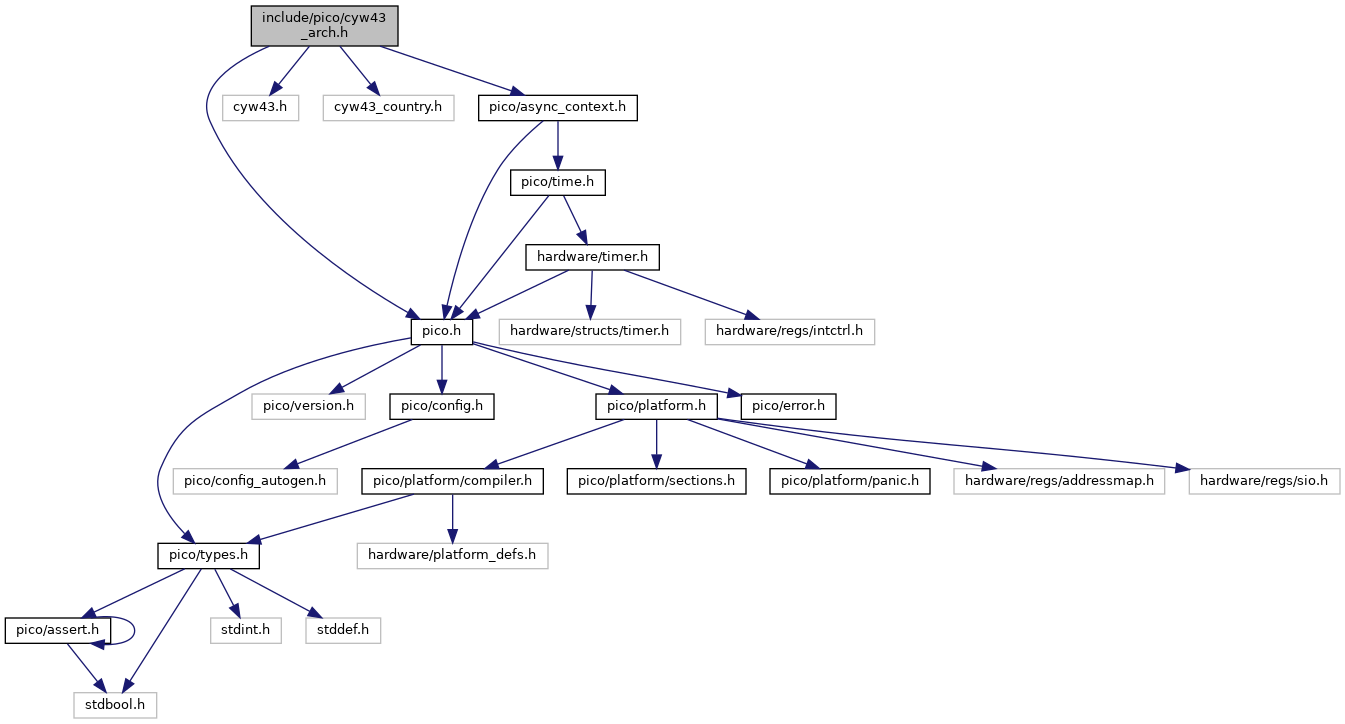 include/pico/cyw43
_arch.h
cyw43.h
cyw43_country.h
pico/async_context.h
pico/time.h
hardware/timer.h
pico.h
hardware/structs/timer.h
hardware/regs/intctrl.h
pico/version.h
pico/config.h
pico/platform.h
pico/error.h
pico/config_autogen.h
pico/platform/compiler.h
pico/platform/sections.h
pico/platform/panic.h
hardware/regs/addressmap.h
hardware/regs/sio.h
pico/types.h
hardware/platform_defs.h
pico/assert.h
stdint.h
stddef.h
stdbool.h